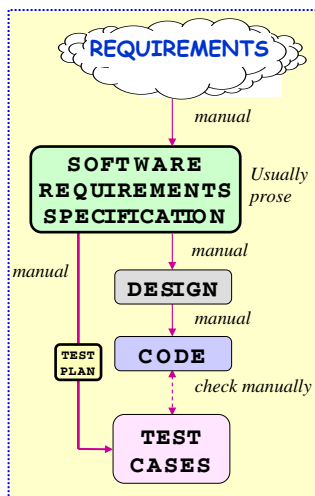 REQUIREMENTS
manual
SOFTWARE
REQUIREMENTS
SPECIFICATION
Usually
prose
manual
manual
DESIGN
manual
TEST
PLAN
CODE
check manually
TEST
CASES